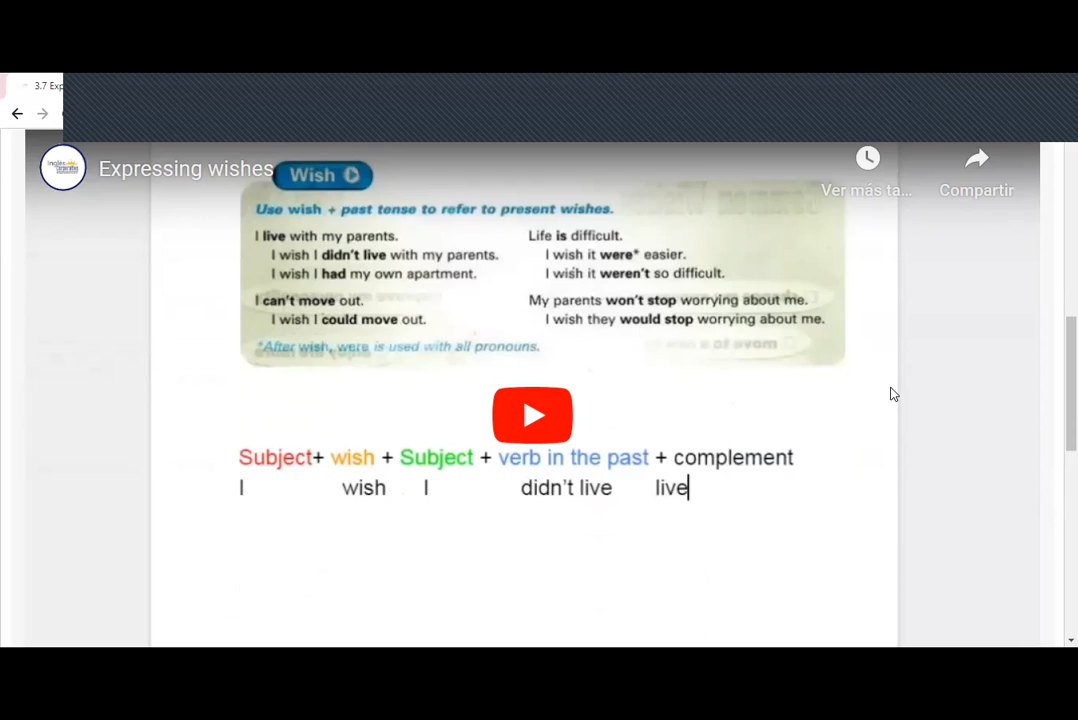 3.7 Exp
Expressing wishes
Ver más ta...
Compartir
Wish
Use wish + past tense to refer to present wishes.
I live with my parents.
I wish I didn't live with my parents.
I wish I had my own apartment.
I can't move out.
I wish I could move out.
*After wish, were is used with all pronouns.
Life is difficult.
I wish it were* easier.
I wish it weren't so difficult.
My parents won't stop worrying about me.
I wish they would stop worrying about me.
Subject+ wish + Subject + verb in the past + complement
I wish I didn't live live